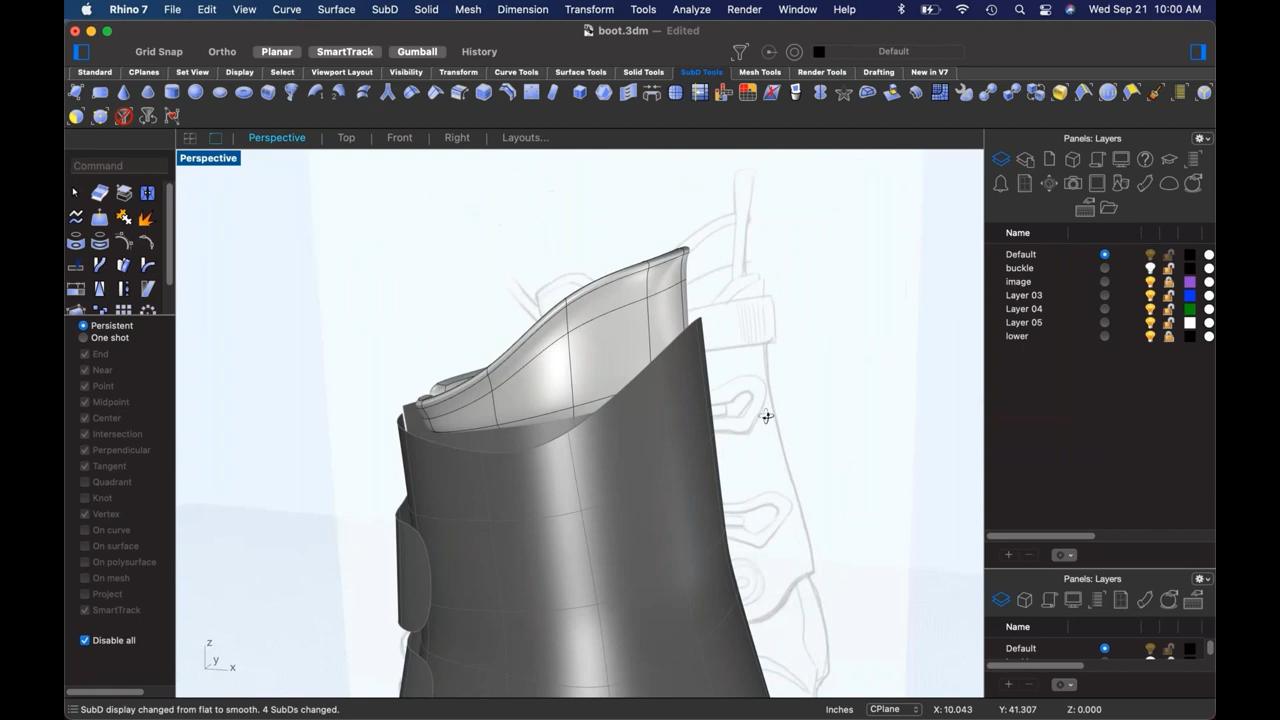 Rhino 7 File Edit View Curve Surface SubD Solid Mesh Dimension Transform Tools Analyze Render Window Help Wed Sep 21 10:00 AM
boot.3dm — Edited
Grid Snap Ortho Planar SmartTrack Gumball History Default
Standard CPlanes Set View Display Select Viewport Layout Visibility Transform Curve Tools Surface Tools Solid Tools SubD Tools Mesh Tools Render Tools Drafting New in V7
Perspective Top Front Right Layouts...
Panels: Layers
Perspective
Command
Name
Default
buckle
image
Layer 03
Layer 04
Layer 05
lower
Persistent
One shot
End
Near
Point
Midpoint
Center
Intersection
Perpendicular
Tangent
Quadrant
Knot
Vertex
On curve
On surface
On polysurface
On mesh
Project
SmartTrack
Disable all
Panels: Layers
Name
Default
z
y
x
SubD display changed from flat to smooth. 4 SubDs changed. Inches CPlane X: 10.043 Y: 41.307 Z: 0.000